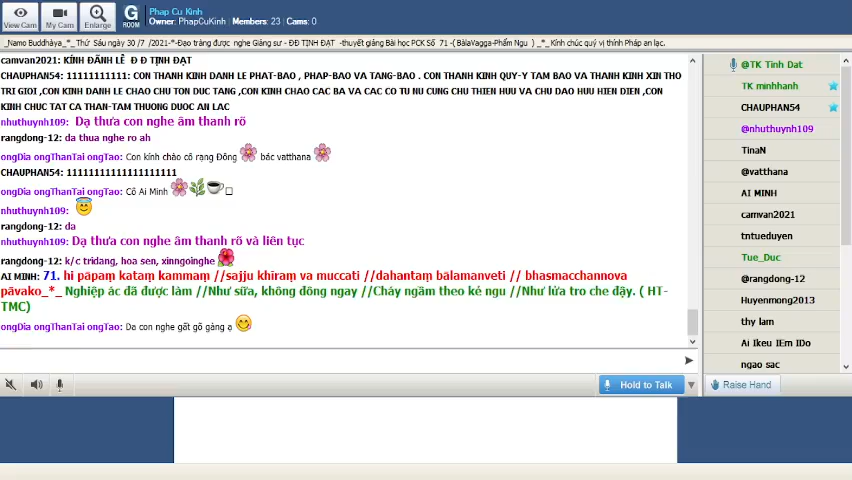 Phap Cu Kinh
Owner: PhapCuKinh | Members: 23 | Cams: 0
View Cam
My Cam
Enlarge
G
ROOM
_Namo Buddhàya_*_ Thứ Sáu ngày 30 /7 /2021-*-Đạo tràng được nghe Giảng sư - ĐĐ TỊNH ĐẠT -thuyết giảng Bài học PCK Số 71 -( BàlaVagga-Phẩm Ngu ) _*_ Kính chúc quý vị thính Pháp an lạc.
camvan2021: KÍNH ĐÃNH LỄ Đ Đ TỊNH ĐẠT
CHAUPHAN54: 11111111111: CON THANH KINH DANH LE PHAT-BAO , PHAP-BAO VA TANG-BAO . CON THANH KINH QUY-Y TAM BAO VA THANH KINH XIN THO
TRI GIOI ,CON KINH DANH LE CHAO CHU TON DUC TANG ,CON KINH CHAO CAC BA VA CAC CO TU NU CUNG CHU THIEN HUU VA CHU DAO HUU HIEN DIEN ,CON
KINH CHUC TAT CA THAN-TAM THUONG DUOC AN LAC
nhuthuynh109: Dạ thưa con nghe âm thanh rõ
rangdong-12: da thua nghe ro ah
ongDia ongThanTai ongTao: Con kính chào cô rạng Đông bác vatthana
CHAUPHAN54: 11111111111111111111
ongDia ongThanTai ongTao: Cô Ai Minh
nhuthuynh109:
rangdong-12: da
nhuthuynh109: Dạ thưa con nghe âm thanh rõ và liên tục
rangdong-12: k/c tridang, hoa sen, xinngoinghe
AI MINH: 71. hi pāpaṃ kataṃ kammaṃ //sajju khīraṃ va muccati //dahantaṃ bālamanveti // bhasmacchannova
pāvako_*_ Nghiệp ác đã được làm //Như sữa, không đông ngay //Cháy ngầm theo kẻ ngu //Như lửa tro che đậy. ( HT-
TMC)
ongDia ongThanTai ongTao: Da con nghe gất gõ gàng ạ
Hold to Talk
Raise Hand
@TK Tinh Dat
TK minhhanh
CHAUPHAN54
@nhuthuynh109
TinaN
@vatthana
AI MINH
camvan2021
tntueduyen
Tue_Duc
@rangdong-12
Huyenmong2013
thy lam
Ai Ikeu IEm IDo
ngao sac